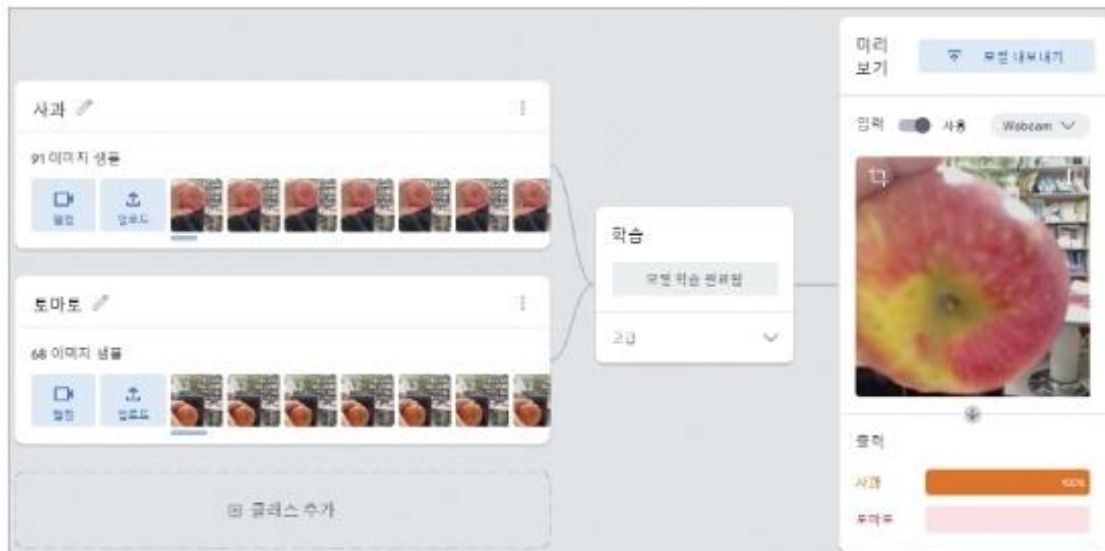 사과
91 이미지 샘플
웹캠
업로드
토마토
68 이미지 샘플
웹캠
업로드
클래스 추가
학습
모델 학습 완료됨
고급
미리
보기
모델 내보내기
입력 사용 Webcam
출력
사과 100%
토마토